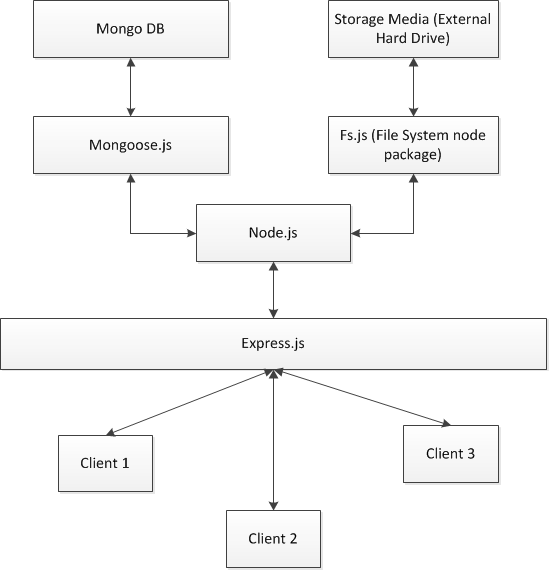 Mongo DB
Storage Media (External
Hard Drive)
Mongoose.js
Fs.js (File System node
package)
Node.js
Express.js
Client 1
Client 3
Client 2